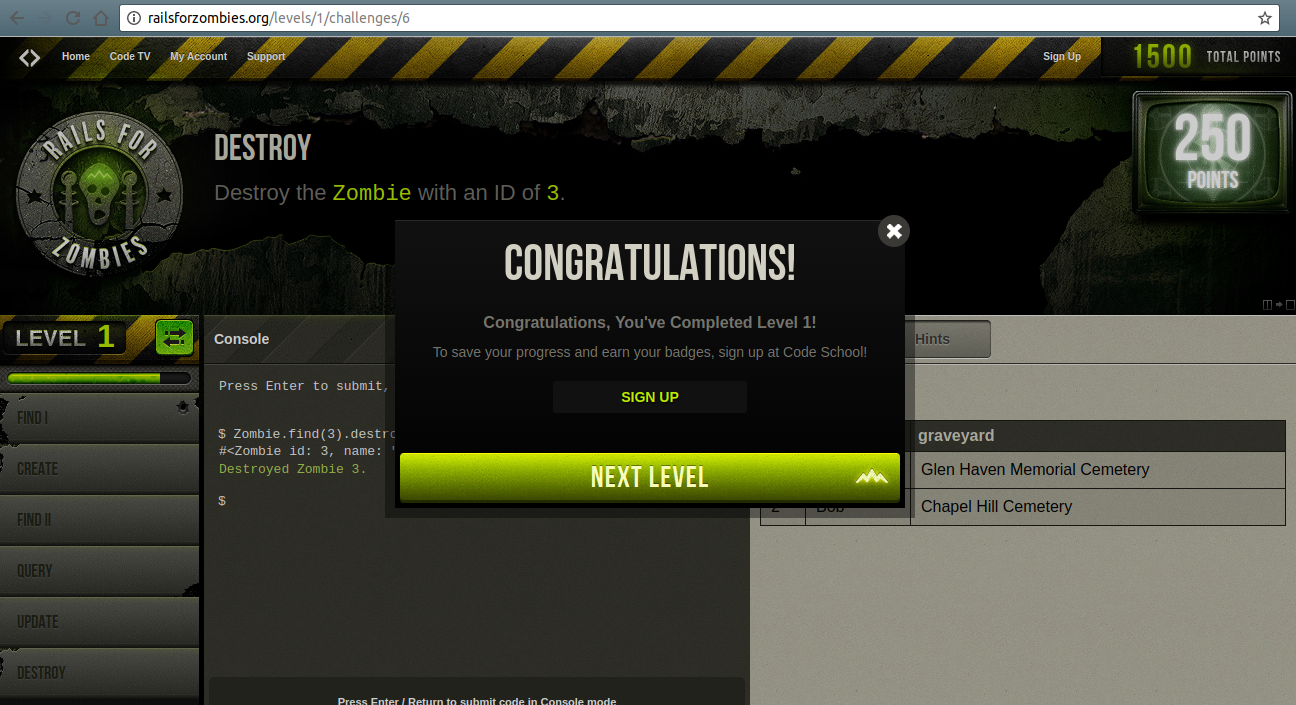 railsforzombies.org/levels/1/challenges/6
Home Code TV My Account Support Sign Up 1500 TOTAL POINTS
RAILS FOR ZOMBIES
DESTROY
Destroy the Zombie with an ID of 3.
250
POINTS
CONGRATULATIONS!
Congratulations, You've Completed Level 1!
To save your progress and earn your badges, sign up at Code School!
SIGN UP
NEXT LEVEL
LEVEL 1
FIND I
CREATE
FIND II
QUERY
UPDATE
DESTROY
Console
Press Enter to submit,
$ Zombie.find(3).destro
#<Zombie id: 3, name: "
Destroyed Zombie 3.
$
Press Enter / Return to submit code in Console mode
Hints
graveyard
Glen Haven Memorial Cemetery
2 Bob Chapel Hill Cemetery